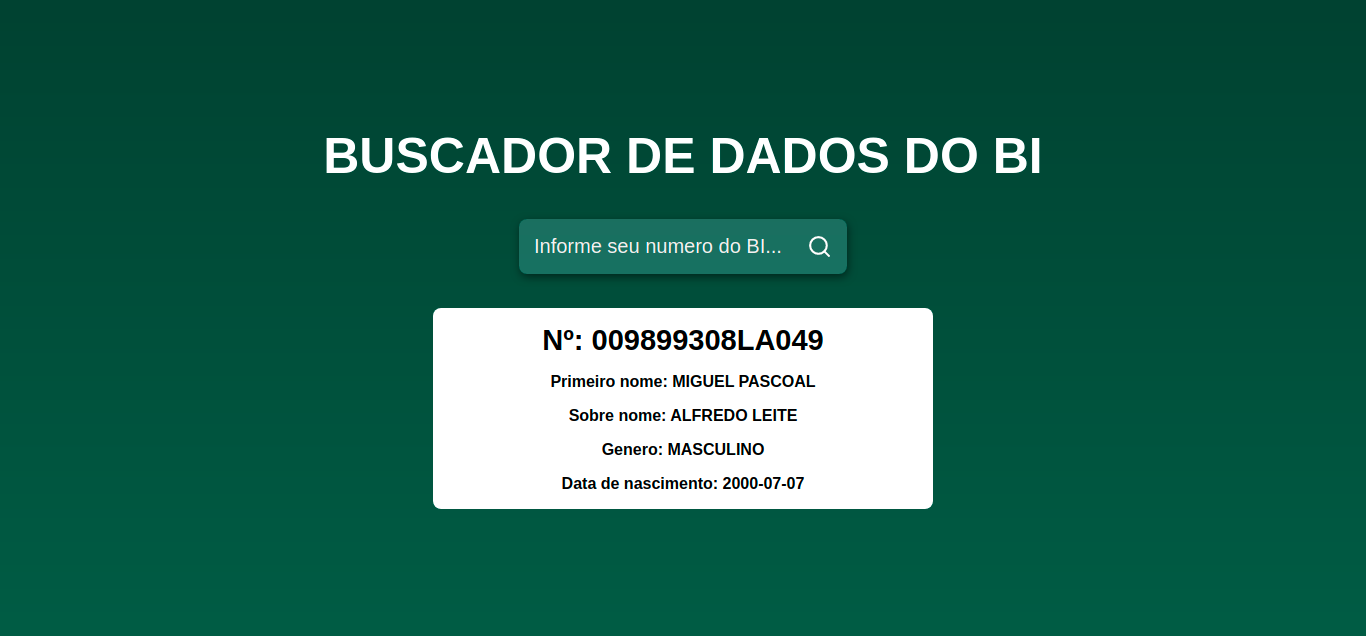 BUSCADOR DE DADOS DO BI
Informe seu numero do BI...
Nº: 009899308LA049
Primeiro nome: MIGUEL PASCOAL
Sobre nome: ALFREDO LEITE
Genero: MASCULINO
Data de nascimento: 2000-07-07